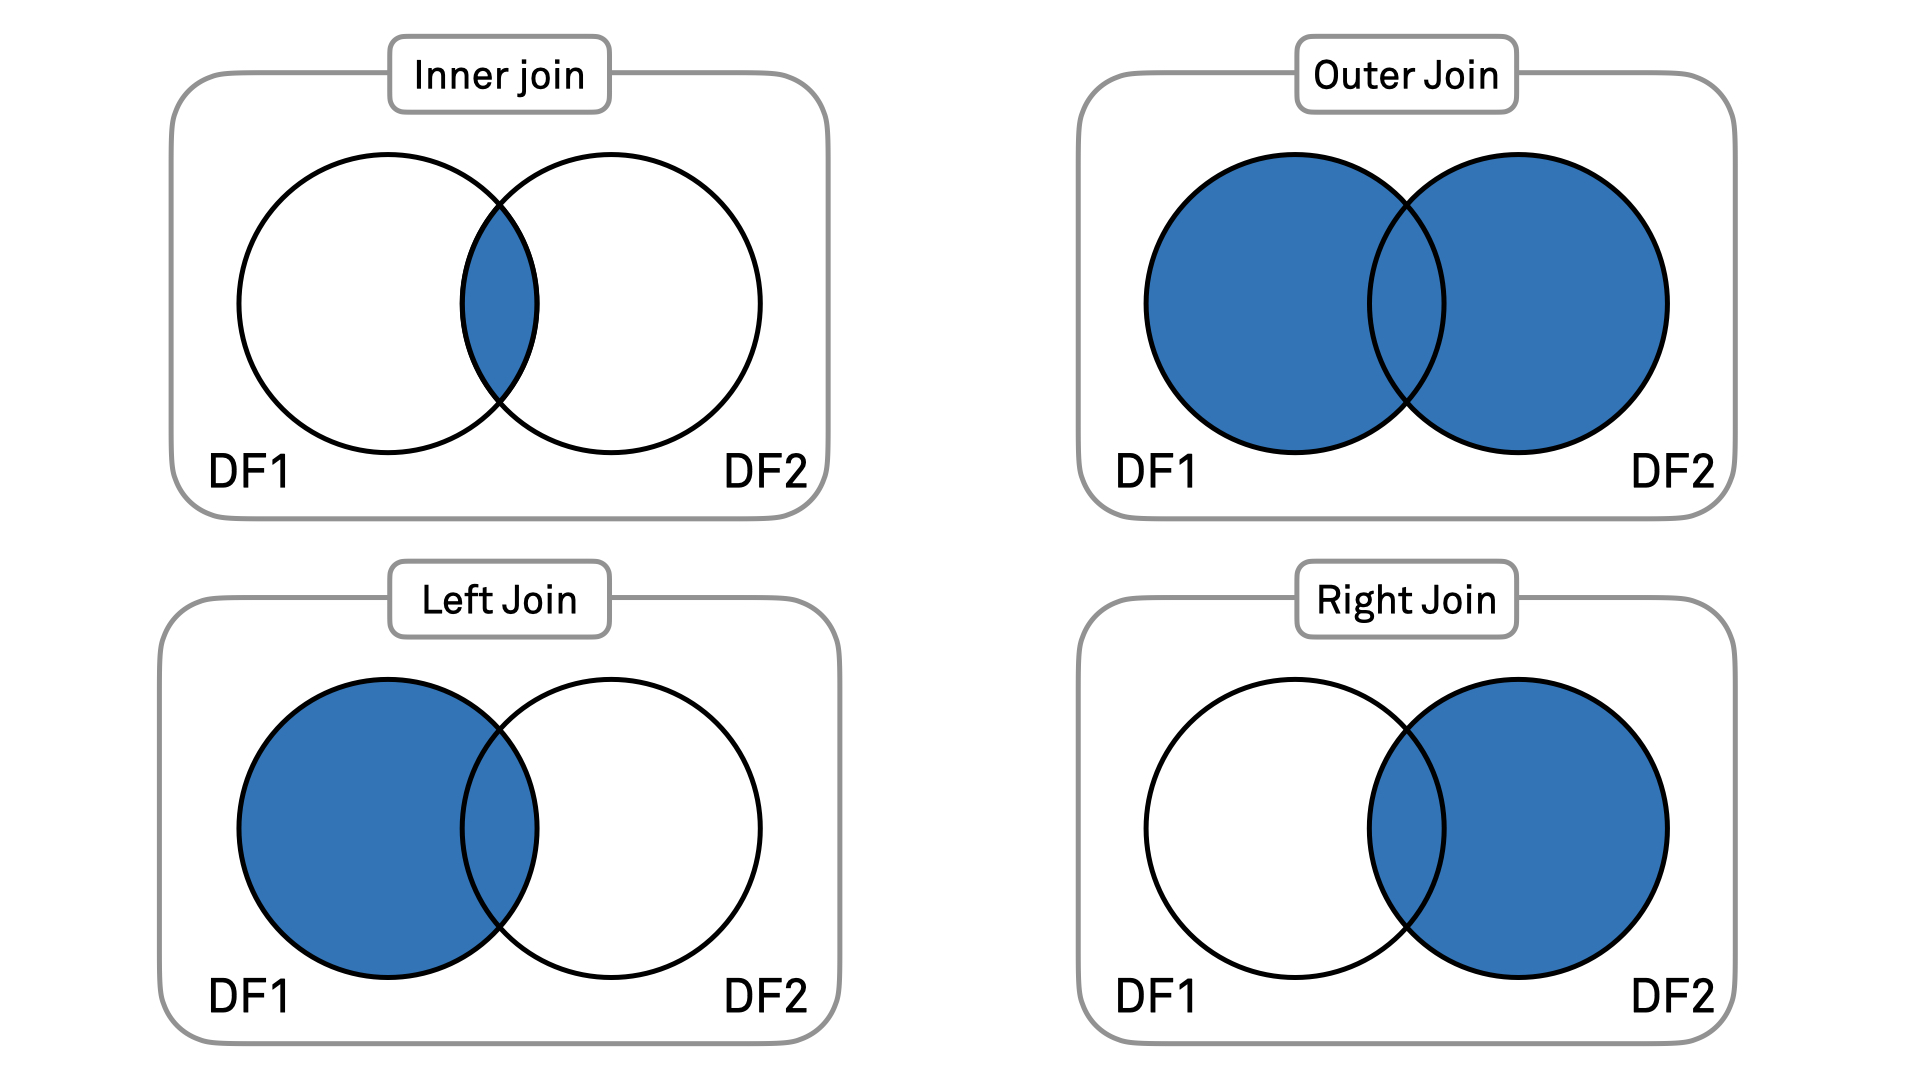 Inner join
DF1
DF2
Outer Join
DF1
DF2
Left Join
DF1
DF2
Right Join
DF1
DF2